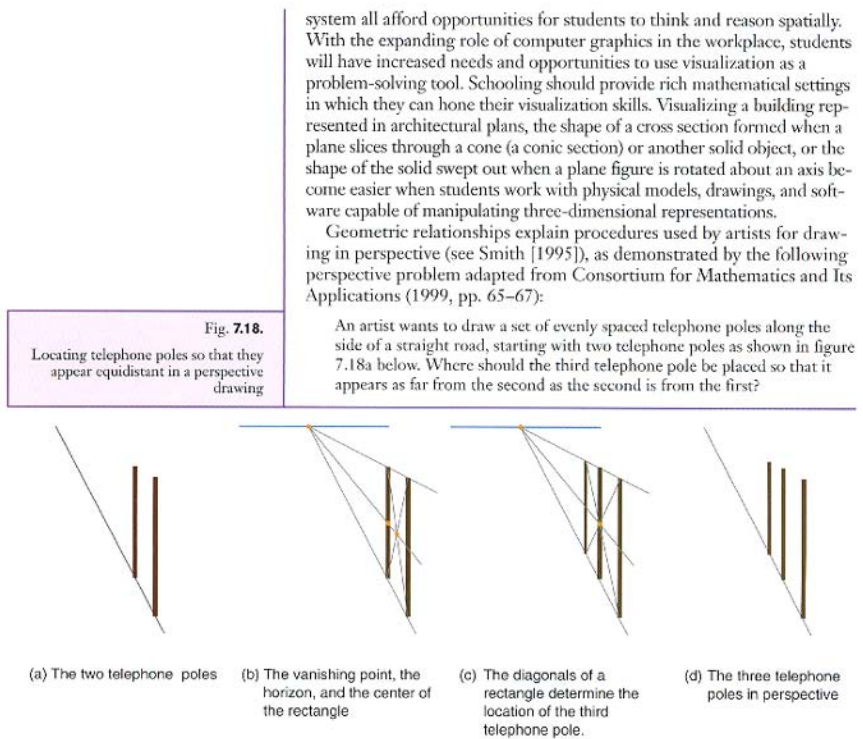 system all afford opportunities for students to think and reason spatially.
With the expanding role of computer graphics in the workplace, students
will have increased needs and opportunities to use visualization as a
problem-solving tool. Schooling should provide rich mathematical settings
in which they can hone their visualization skills. Visualizing a building rep-
resented in architectural plans, the shape of a cross section formed when a
plane slices through a cone (a conic section) or another solid object, or the
shape of the solid swept out when a plane figure is rotated about an axis be-
come easier when students work with physical models, drawings, and soft-
ware capable of manipulating three-dimensional representations.
Geometric relationships explain procedures used by artists for draw-
ing in perspective (see Smith [1995]), as demonstrated by the following
perspective problem adapted from Consortium for Mathematics and Its
Applications (1999, pp. 65–67):
An artist wants to draw a set of evenly spaced telephone poles along the
side of a straight road, starting with two telephone poles as shown in figure
7.18a below. Where should the third telephone pole be placed so that it
appears as far from the second as the second is from the first?
Fig. 7.18.
Locating telephone poles so that they
appear equidistant in a perspective
drawing
(a) The two telephone poles
(b) The vanishing point, the
horizon, and the center of
the rectangle
(c) The diagonals of a
rectangle determine the
location of the third
telephone pole.
(d) The three telephone
poles in perspective